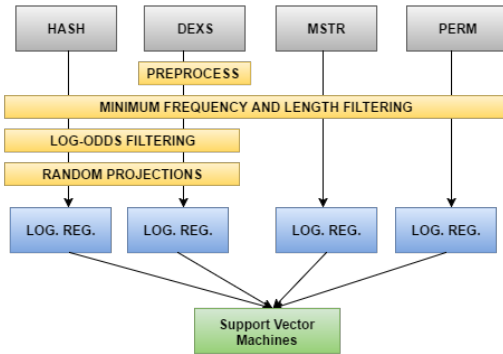 HASH
DEXS
MSTR
PERM
PREPROCESS
MINIMUM FREQUENCY AND LENGTH FILTERING
LOG-ODDS FILTERING
RANDOM PROJECTIONS
LOG. REG.
LOG. REG.
LOG. REG.
LOG. REG.
Support Vector
Machines